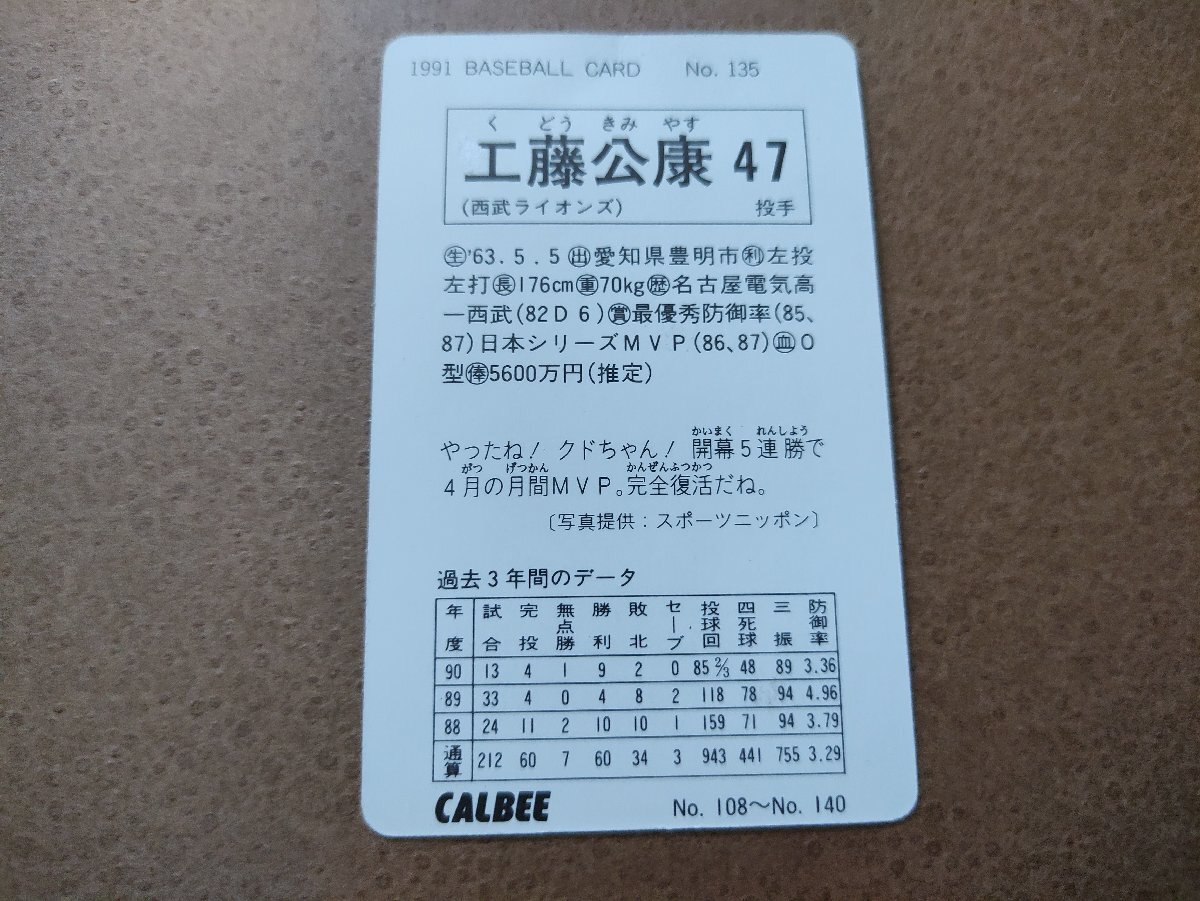 1991 BASEBALL CARD No. 135
く どう きみ やす
工藤公康 47
(西武ライオンズ) 投手
㊤'63. 5. 5㊥愛知県豊明市㊨左投
左打㊗176cm㊟70kg㊩名古屋電気高
—西武(82D6)㊝最優秀防御率(85、
87)日本シリーズMVP(86、87)㊭O
型㊬5600万円(推定)
かいまく れんしょう
やったね! クドちゃん! 開幕5連勝で
がつ げつかん かんぜんふつかつ
4月の月間MVP。完全復活だね。
〔写真提供:スポーツニッポン〕
過去3年間のデータ
年度 試合 完投 無点勝 勝利 敗北 セーブ 投球回 四死球 三振 防御率
90 13 4 1 9 2 0 85 2/3 48 89 3.36
89 33 4 0 4 8 2 118 78 94 4.96
88 24 11 2 10 10 1 159 71 94 3.79
通算 212 60 7 60 34 3 943 441 755 3.29
CALBEE No. 108〜No. 140